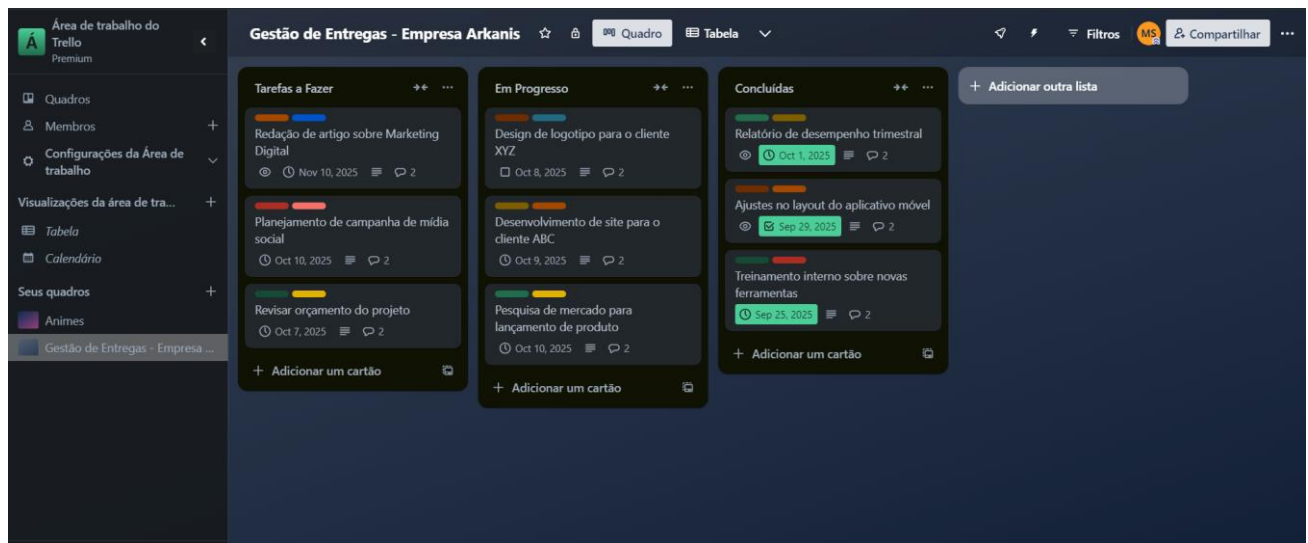 Á
Área de trabalho do
Trello
Premium
Quadros
Membros
Configurações da Área de
trabalho
Visualizações da área de tra...
Tabela
Calendário
Seus quadros
Animes
Gestão de Entregas - Empresa ...
Gestão de Entregas - Empresa Arkanis
Quadro
Tabela
Filtros
MS
Compartilhar
Tarefas a Fazer
Redação de artigo sobre Marketing
Digital
Nov 10, 2025
2
Planejamento de campanha de mídia
social
Oct 10, 2025
2
Revisar orçamento do projeto
Oct 7, 2025
2
+ Adicionar um cartão
Em Progresso
Design de logotipo para o cliente
XYZ
Oct 8, 2025
2
Desenvolvimento de site para o
cliente ABC
Oct 9, 2025
2
Pesquisa de mercado para
lançamento de produto
Oct 10, 2025
2
+ Adicionar um cartão
Concluídas
Relatório de desempenho trimestral
Oct 1, 2025
2
Ajustes no layout do aplicativo móvel
Sep 29, 2025
2
Treinamento interno sobre novas
ferramentas
Sep 25, 2025
2
+ Adicionar um cartão
+ Adicionar outra lista